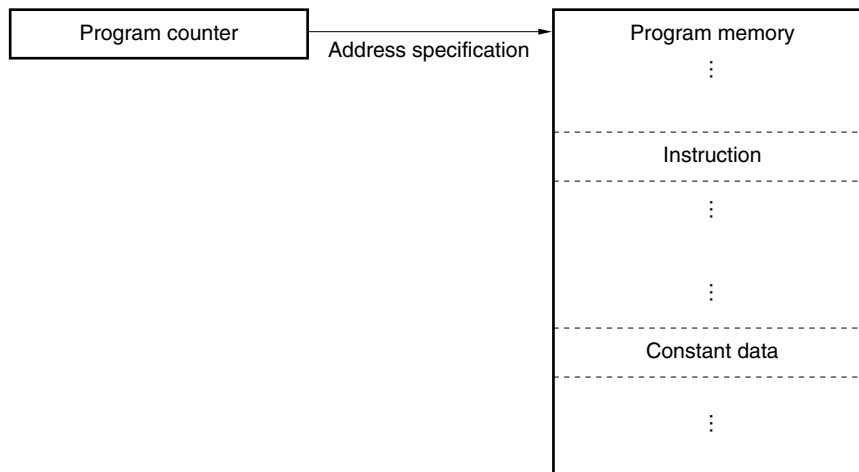 Program counter
Address specification
Program memory
⋮
Instruction
⋮
⋮
Constant data
⋮